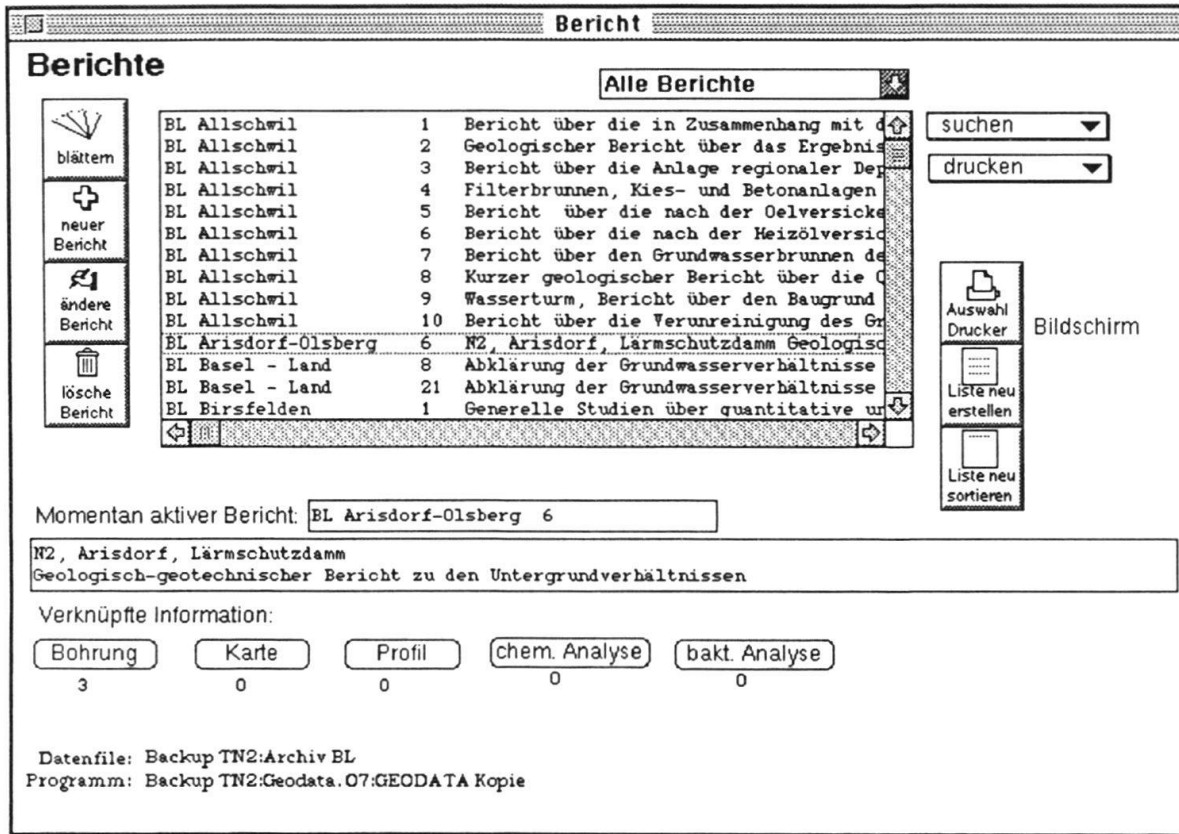 Bericht
Berichte
Alle Berichte
blättern
neuer
Bericht
ändere
Bericht
lösche
Bericht
BL Allschwil 1 Bericht über die in Zusammenhang mit d
BL Allschwil 2 Geologischer Bericht über das Ergebnis
BL Allschwil 3 Bericht über die Anlage regionaler Dep
BL Allschwil 4 Filterbrunnen, Kies- und Betonanlagen
BL Allschwil 5 Bericht  über die nach der Oelversicke
BL Allschwil 6 Bericht über die nach der Heizölversic
BL Allschwil 7 Bericht über den Grundwasserbrunnen de
BL Allschwil 8 Kurzer geologischer Bericht über die Q
BL Allschwil 9 Wasserturm, Bericht über den Baugrund
BL Allschwil 10 Bericht über die Verunreinigung des Gr
BL Arisdorf-Olsberg 6 N2, Arisdorf, Lärmschutzdamm Geologisc
BL Basel - Land 8 Abklärung der Grundwasserverhältnisse
BL Basel - Land 21 Abklärung der Grundwasserverhältnisse
BL Birsfelden 1 Generelle Studien über quantitative un
suchen
drucken
Auswahl
Drucker
Bildschirm
Liste neu
erstellen
Liste neu
sortieren
Momentan aktiver Bericht: BL Arisdorf-Olsberg 6
N2, Arisdorf, Lärmschutzdamm
Geologisch-geotechnischer Bericht zu den Untergrundverhältnissen
Verknüpfte Information:
Bohrung Karte Profil chem. Analyse bakt. Analyse
3 0 0 0 0
Datenfile: Backup TN2:Archiv BL
Programm: Backup TN2:Geodata.07:GEODATA Kopie